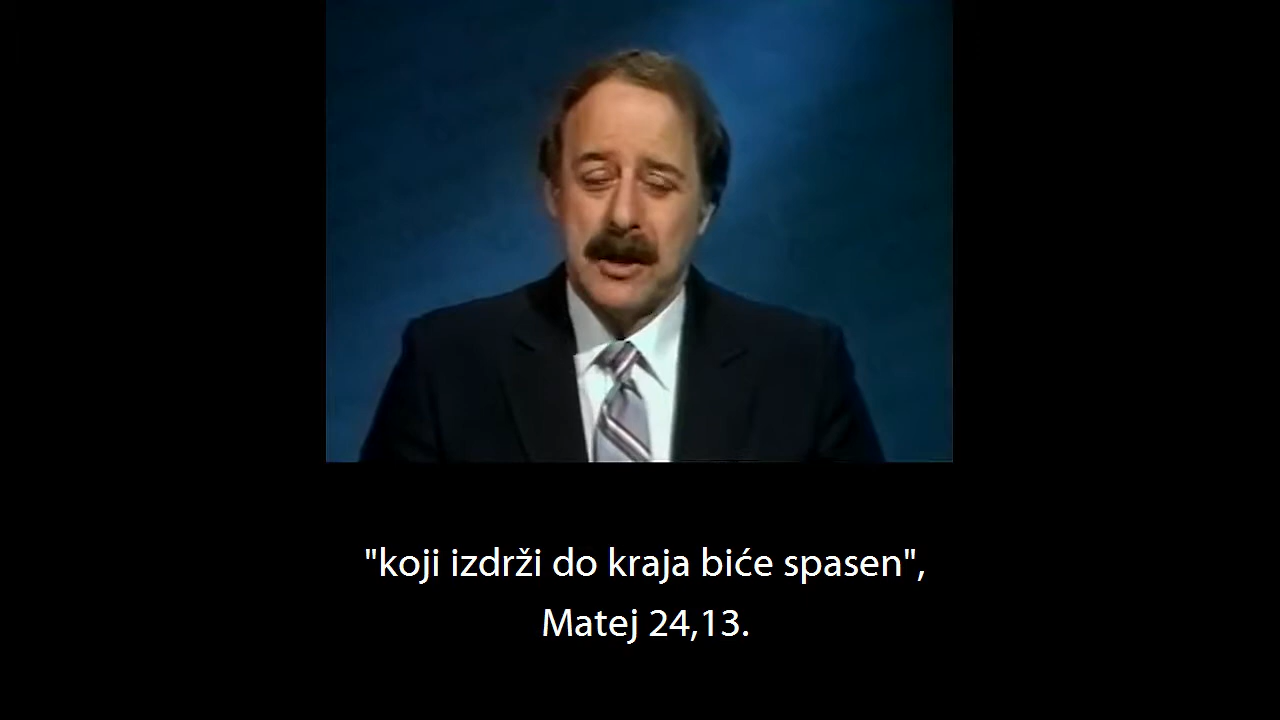 "koji izdrži do kraja biće spasen",
Matej 24,13.